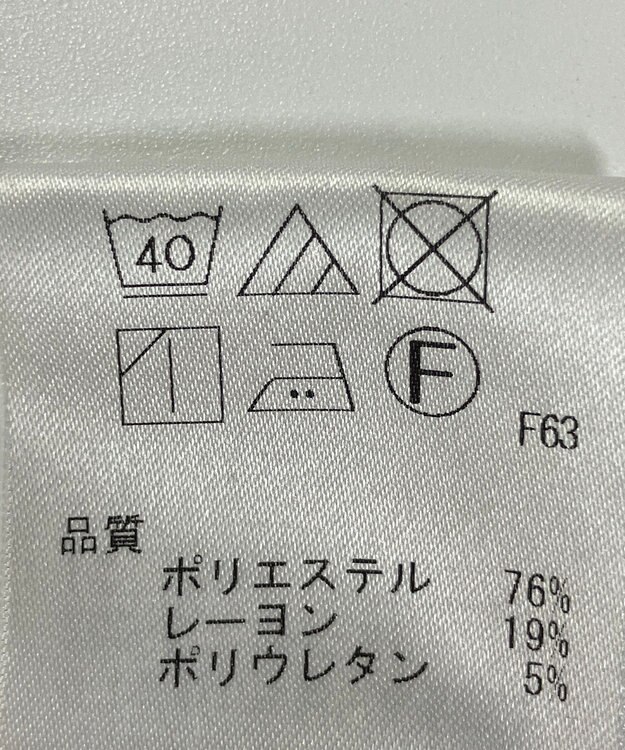 40
F
F63
品質
ポリエステル 76%
レーヨン 19%
ポリウレタン 5%